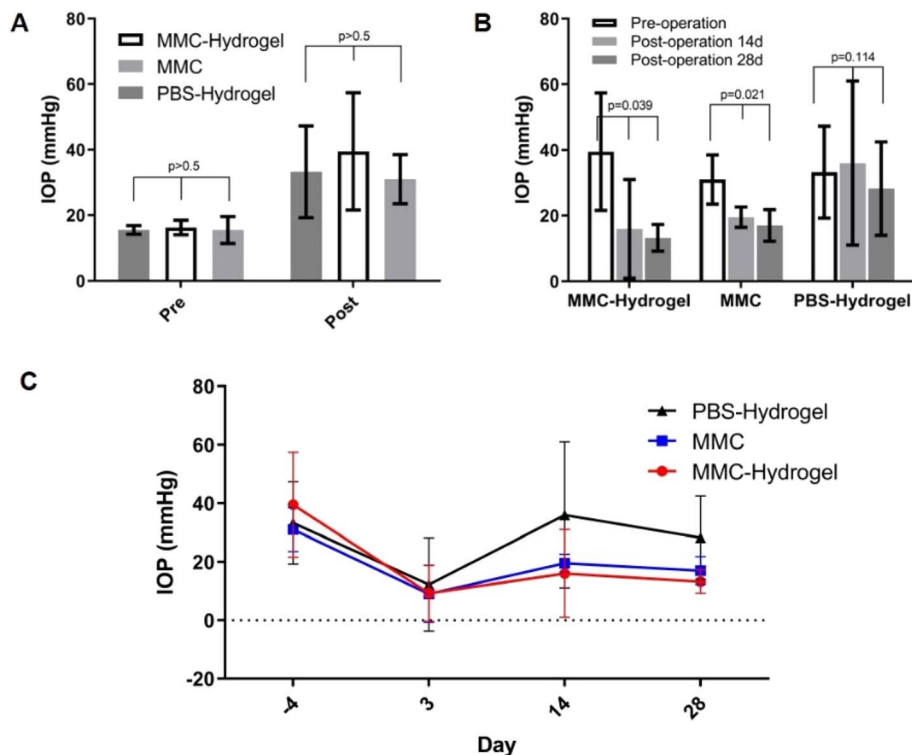 A
IOP (mmHg)
80
60
40
20
0
MMC-Hydrogel
MMC
PBS-Hydrogel
p>0.5
p>0.5
Pre
Post
B
IOP (mmHg)
80
60
40
20
0
Pre-operation
Post-operation 14d
Post-operation 28d
p=0.039
p=0.021
p=0.114
MMC-Hydrogel
MMC
PBS-Hydrogel
C
IOP (mmHg)
80
60
40
20
0
-20
PBS-Hydrogel
MMC
MMC-Hydrogel
-4
3
14
28
Day